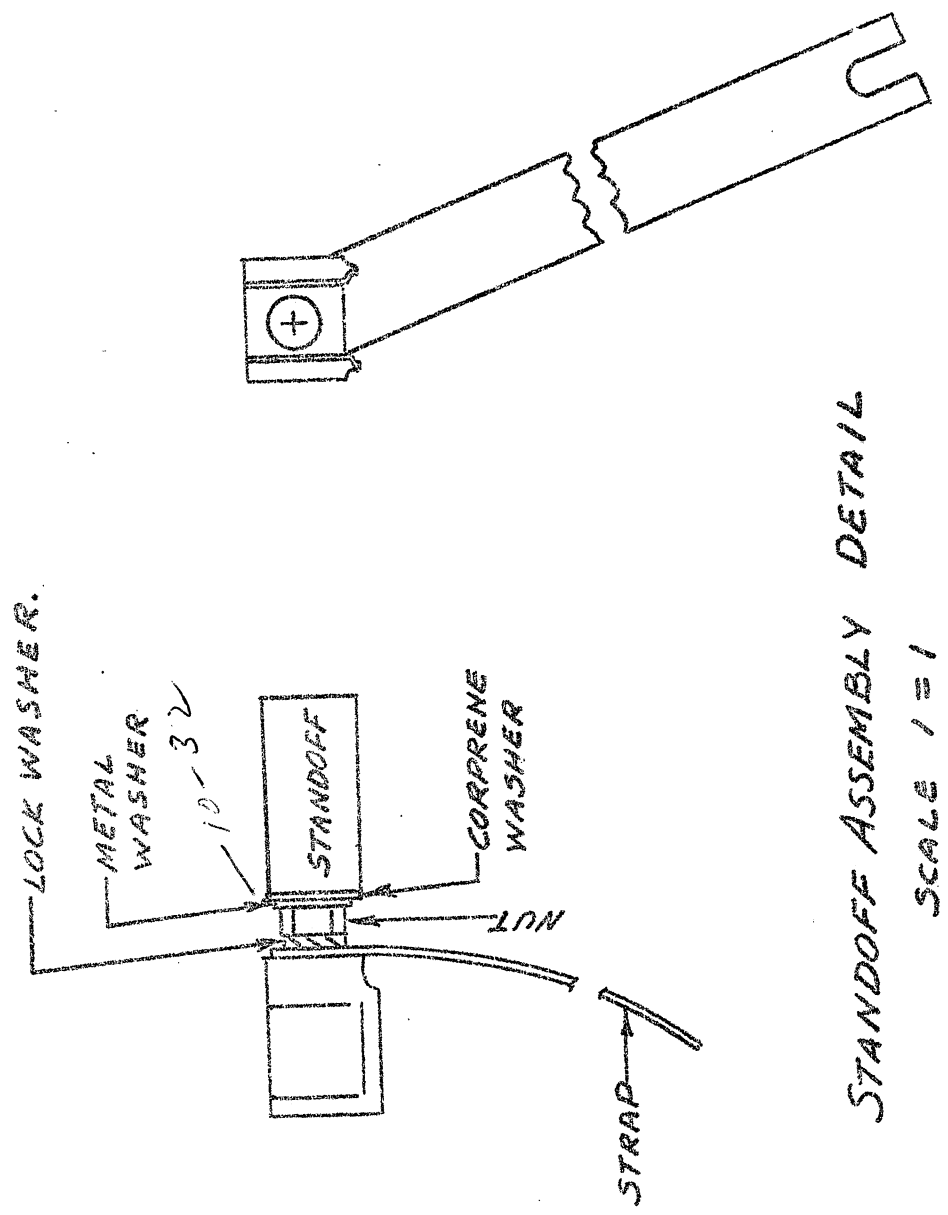 LOCK WASHER.
METAL
WASHER
10-32
STANDOFF
CORPRENE
WASHER
NUT
STRAP
STANDOFF ASSEMBLY DETAIL
SCALE 1=1